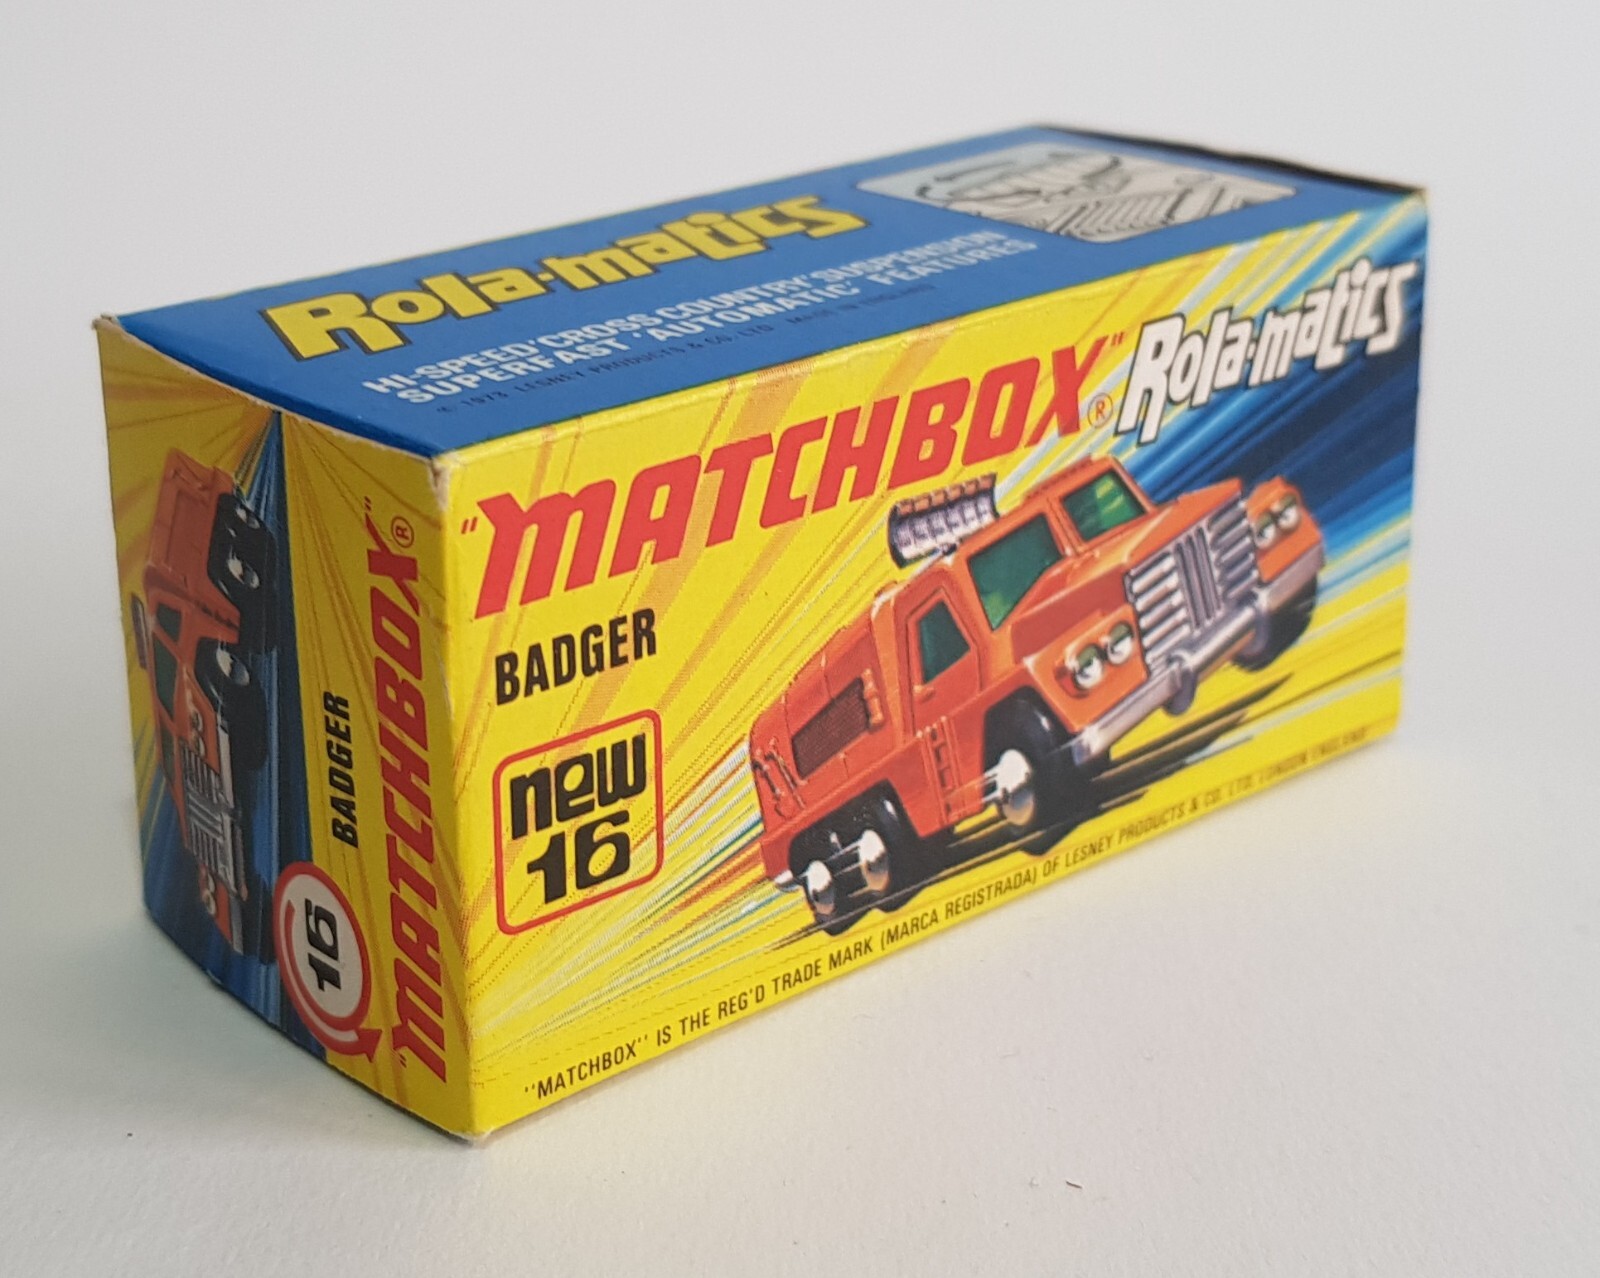 Rola-matics
HI-SPEED 'CROSS COUNTRY' SUSPENSION
SUPERFAST 'AUTOMATIC' FEATURES
© 1973 LESNEY PRODUCTS & CO. LTD MADE IN ENGLAND
"MATCHBOX"® Rola-matics
BADGER
new
16
"MATCHBOX" IS THE REG'D TRADE MARK (MARCA REGISTRADA) OF LESNEY PRODUCTS & CO. LTD. LONDON ENGLAND
"MATCHBOX"®
BADGER
16